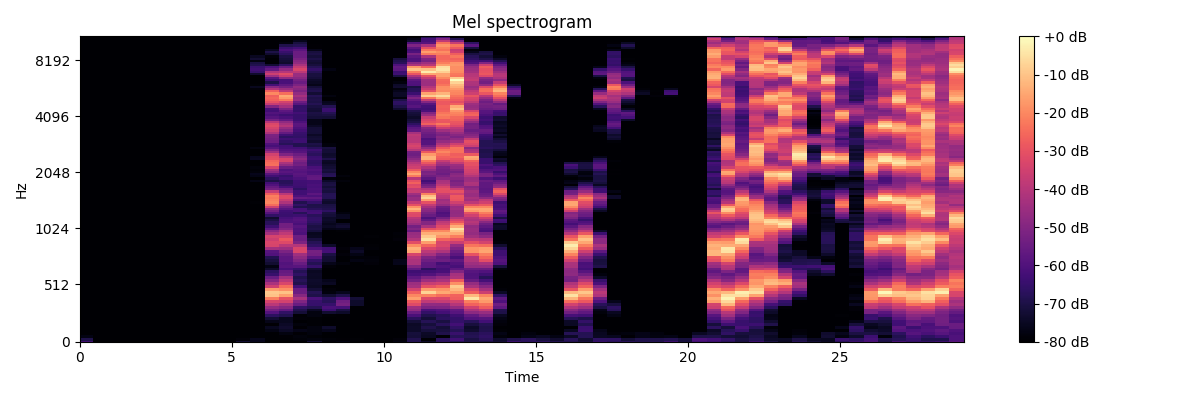 Mel spectrogram
8192
4096
2048
1024
512
0
Hz
0 5 10 15 20 25
Time
+0 dB
-10 dB
-20 dB
-30 dB
-40 dB
-50 dB
-60 dB
-70 dB
-80 dB